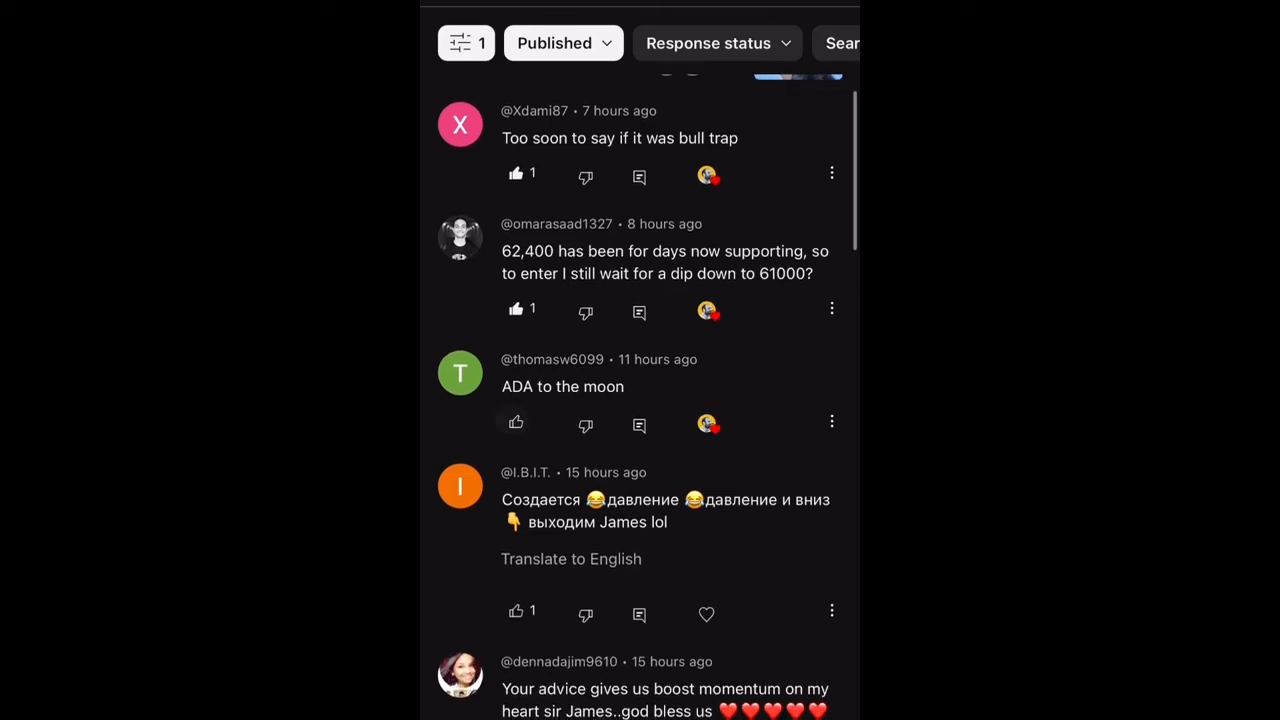 1
Published
Response status
Sear
X
@Xdami87 • 7 hours ago
Too soon to say if it was bull trap
1
@omarasaad1327 • 8 hours ago
62,400 has been for days now supporting, so
to enter I still wait for a dip down to 61000?
1
T
@thomasw6099 • 11 hours ago
ADA to the moon
I
@I.B.I.T. • 15 hours ago
Создается 😂давление 😂давление и вниз
👇 выходим James lol
Translate to English
1
@dennadajim9610 • 15 hours ago
Your advice gives us boost momentum on my
heart sir James..god bless us ❤️❤️❤️❤️❤️